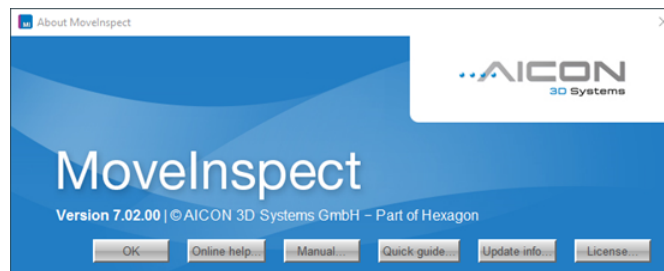 About MoveInspect
AICON
3D Systems
MoveInspect
Version 7.02.00 | © AICON 3D Systems GmbH – Part of Hexagon
OK Online help... Manual... Quick guide... Update info... License...